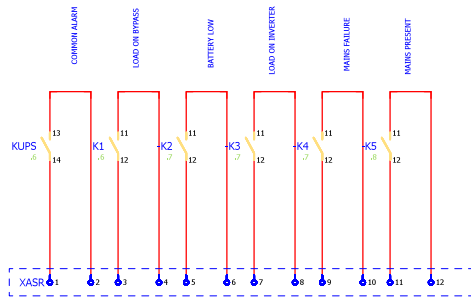 COMMON ALARM
LOAD ON BYPASS
BATTERY LOW
LOAD ON INVERTER
MAINS FAILURE
MAINS PRESENT
13 11 11 11 11 11
KUPS K1 -K2 -K3 -K4 -K5
.6 .6 .7 .7 .7 .8
14 12 12 12 12 12
XASR 1 2 3 4 5 6 7 8 9 10 11 12